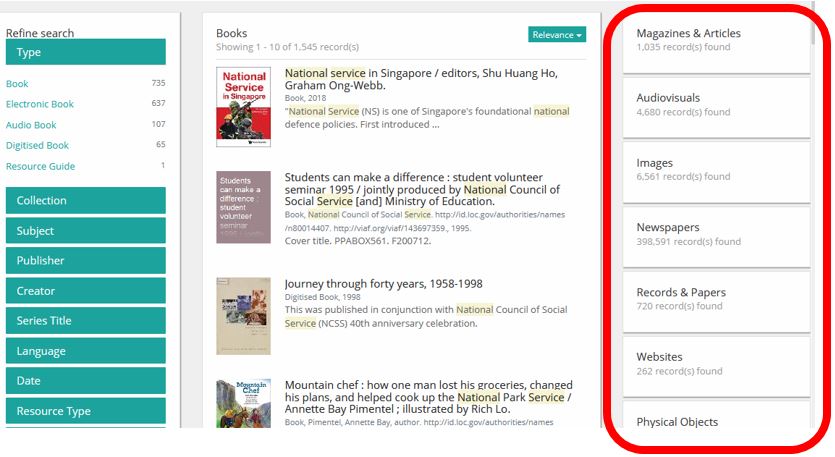 Refine search
Type
Book 735
Electronic Book 637
Audio Book 107
Digitised Book 65
Resource Guide 1
Collection
Subject
Publisher
Creator
Series Title
Language
Date
Resource Type
Books
Showing 1 - 10 of 1,545 record(s)
Relevance
National
Service
in Singapore
National service in Singapore / editors, Shu Huang Ho,
Graham Ong-Webb.
Book, 2018
"National Service (NS) is one of Singapore's foundational national
defence policies. First introduced ...
Students
can make a
difference :
student
volunteer
seminar
1995 / jointly
Students can make a difference : student volunteer
seminar 1995 / jointly produced by National Council of
Social Service [and] Ministry of Education.
Book, National Council of Social Service. http://id.loc.gov/authorities/names
/n80014407. http://viaf.org/viaf/143697359., 1995.
Cover title. PPABOX561. F200712.
Journey through forty years, 1958-1998
Digitised Book, 1998
This was published in conjunction with National Council of Social
Service (NCSS) 40th anniversary celebration.
Mountain
Chef
Mountain chef : how one man lost his groceries, changed
his plans, and helped cook up the National Park Service /
Annette Bay Pimentel ; illustrated by Rich Lo.
Book, Pimentel, Annette Bay, author. http://id.loc.gov/authorities/names
Magazines & Articles
1,035 record(s) found
Audiovisuals
4,680 record(s) found
Images
6,561 record(s) found
Newspapers
398,591 record(s) found
Records & Papers
720 record(s) found
Websites
262 record(s) found
Physical Objects